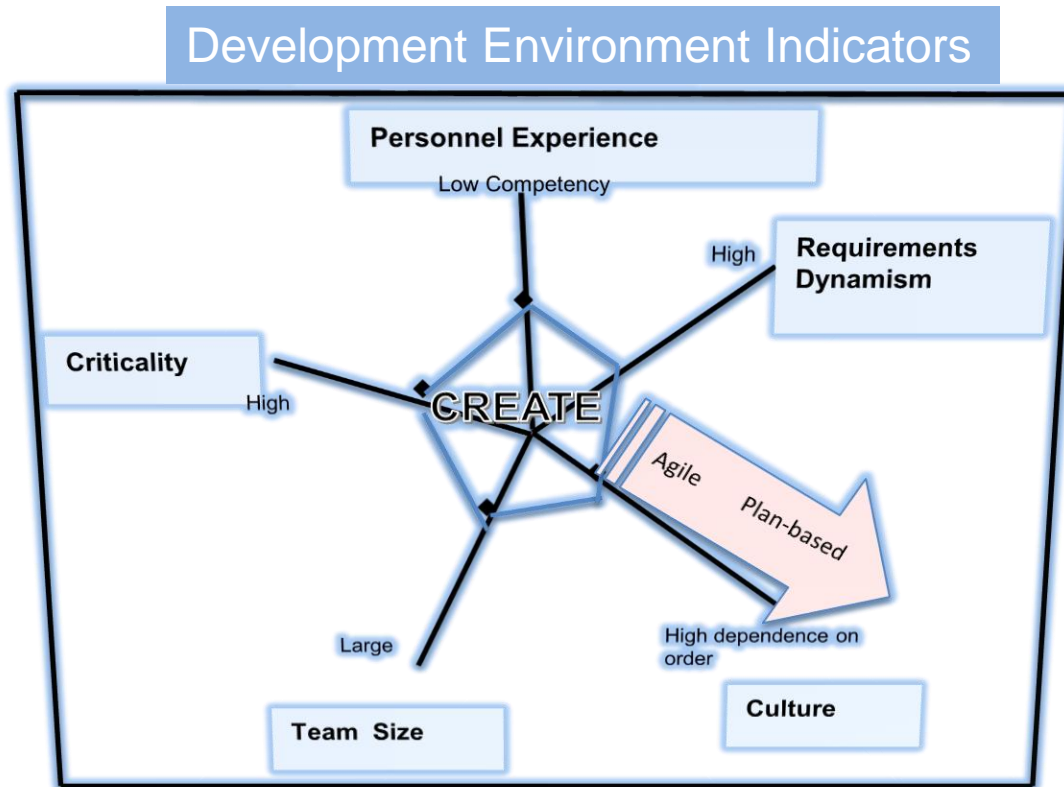 Development Environment Indicators
Personnel Experience
Low Competency
High
Requirements
Dynamism
Criticality
High
CREATE
Agile Plan-based
Large
High dependence on
order
Team Size
Culture